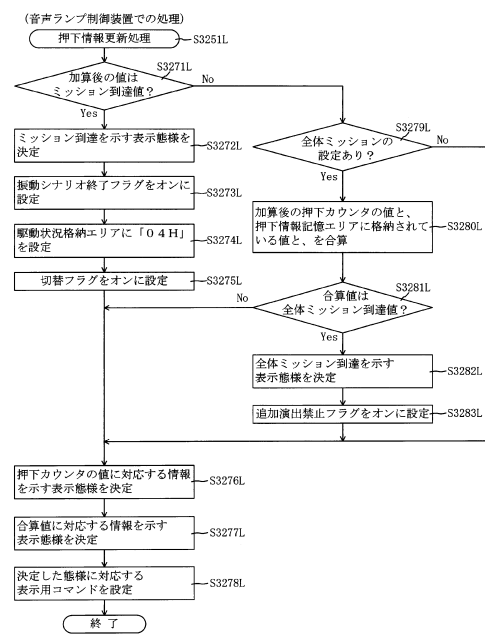 (音声ランプ制御装置での処理)
押下情報更新処理
S3251L
加算後の値は
ミッション到達値?
S3271L
No
Yes
ミッション到達を示す表示態様を
決定
S3272L
振動シナリオ終了フラグをオンに
設定
S3273L
駆動状況格納エリアに「04H」
を設定
S3274L
切替フラグをオンに設定
S3275L
全体ミッションの
設定あり?
S3279L
No
Yes
加算後の押下カウンタの値と、
押下情報記憶エリアに格納されて
いる値と、を合算
S3280L
合算値は
全体ミッション到達値?
S3281L
No
Yes
全体ミッション到達を示す
表示態様を決定
S3282L
追加演出禁止フラグをオンに設定
S3283L
押下カウンタの値に対応する情報
を示す表示態様を決定
S3276L
合算値に対応する情報を示す
表示態様を決定
S3277L
決定した態様に対応する
表示用コマンドを設定
S3278L
終了